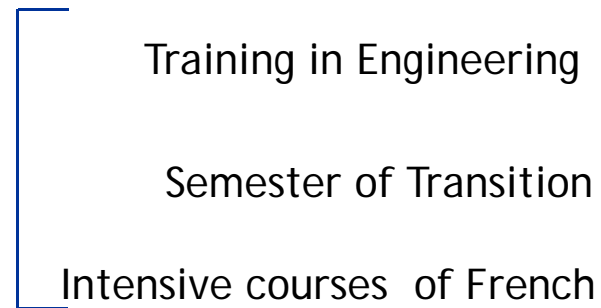 Training in Engineering
Semester of Transition
Intensive courses of French